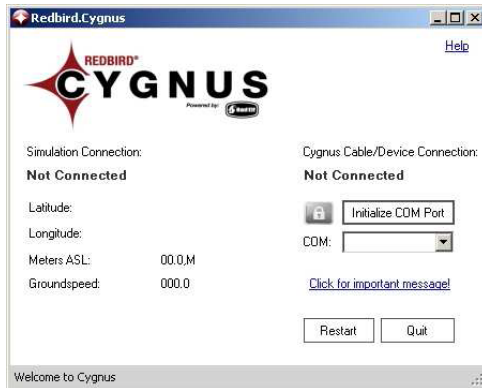 Redbird.Cygnus
Help
REDBIRD®
CYGNUS
Powered by:
Simulation Connection:
Not Connected
Latitude:
Longitude:
Meters ASL: 00.0,M
Groundspeed: 000.0
Cygnus Cable/Device Connection:
Not Connected
Initialize COM Port
COM:
Click for important message!
Restart
Quit
Welcome to Cygnus